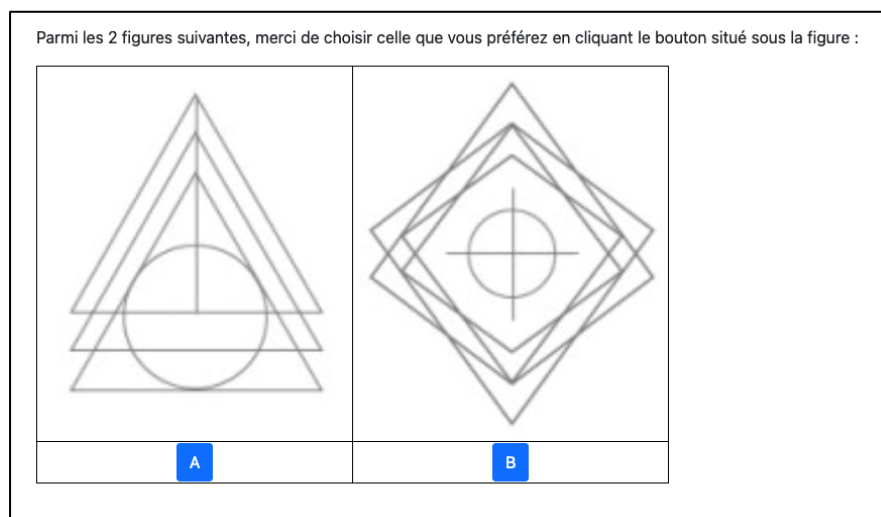 Parmi les 2 figures suivantes, merci de choisir celle que vous préférez en cliquant le bouton situé sous la figure :
A
B